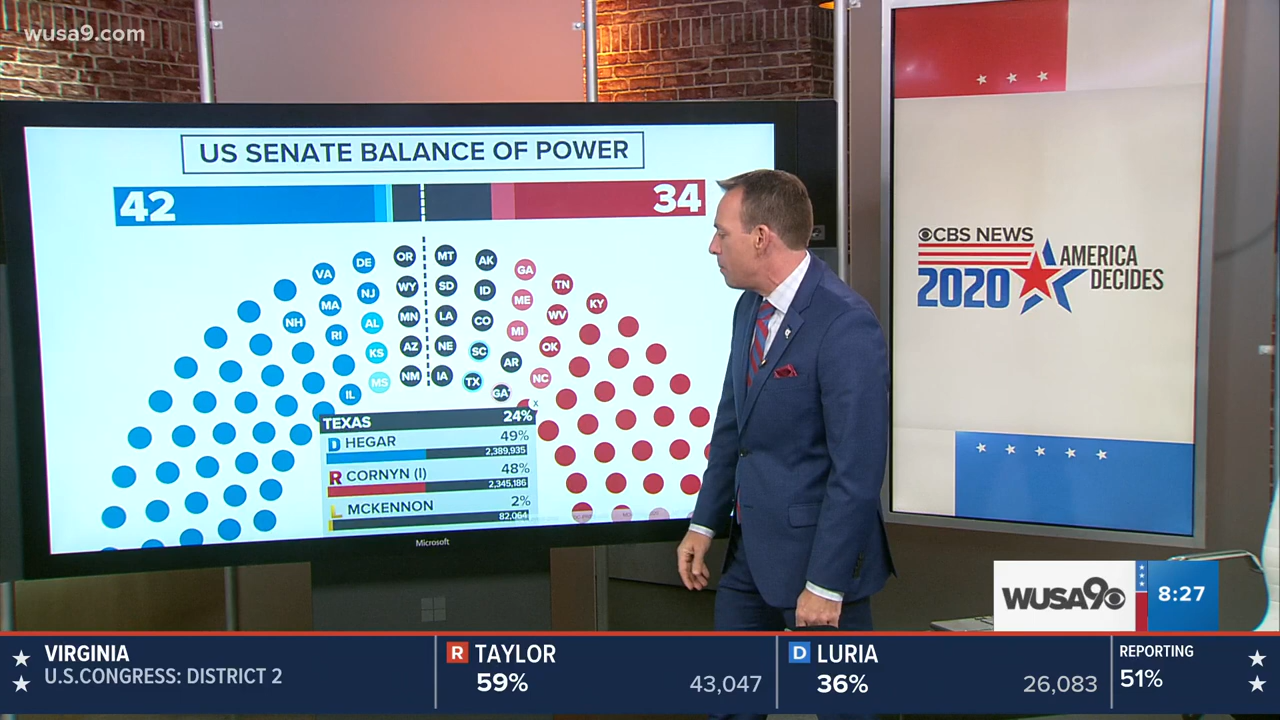 wusa9.com
US SENATE BALANCE OF POWER
42
34
DE OR MT AK GA
VA TN
WY SD ID KY
NJ ME
MA MN LA CO WV
NH AL MI
RI AZ NE SC OK
KS AR
MS NM IA TX NC
IL GA
X
TEXAS 24%
D HEGAR 49%
2,389,935
R CORNYN (I) 48%
2,345,186
L MCKENNON 2%
82,064
Microsoft
CBS NEWS
2020
AMERICA
DECIDES
WUSA9
8:27
VIRGINIA
U.S.CONGRESS: DISTRICT 2
R TAYLOR
59% 43,047
D LURIA
36% 26,083
REPORTING
51%